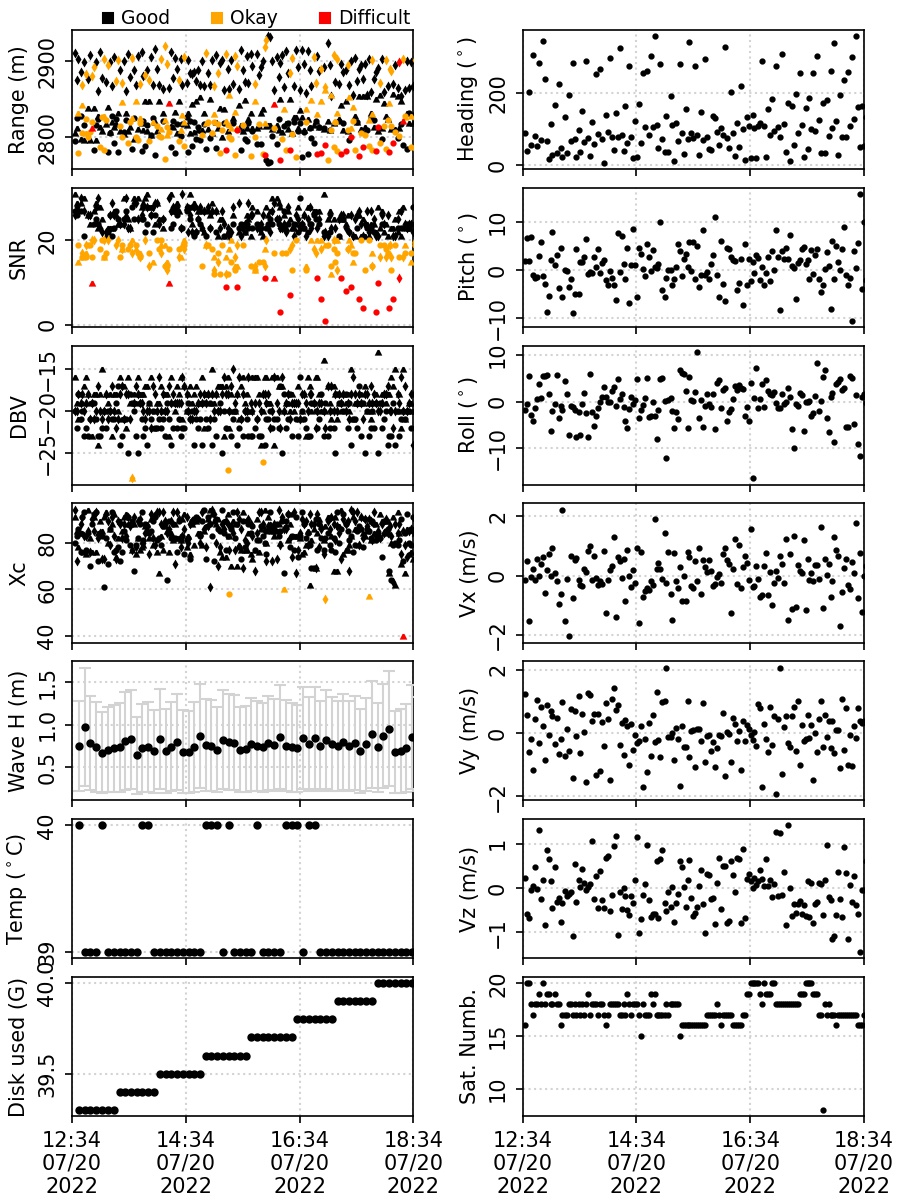 Good Okay Difficult
Range (m)
2900
2800
Heading (°)
200
0
SNR
20
0
Pitch (°)
10
0
−10
DBV
−15
−20
−25
Roll (°)
10
0
−10
Xc
80
60
40
Vx (m/s)
2
0
−2
Wave H (m)
1.5
1.0
0.5
Vy (m/s)
2
0
−2
Temp (°C)
40
39
Vz (m/s)
1
0
−1
Disk used (G)
40.0
39.5
Sat. Numb.
20
15
10
12:34 14:34 16:34 18:34 12:34 14:34 16:34 18:34
07/20 07/20 07/20 07/20 07/20 07/20 07/20 07/20
2022 2022 2022 2022 2022 2022 2022 2022